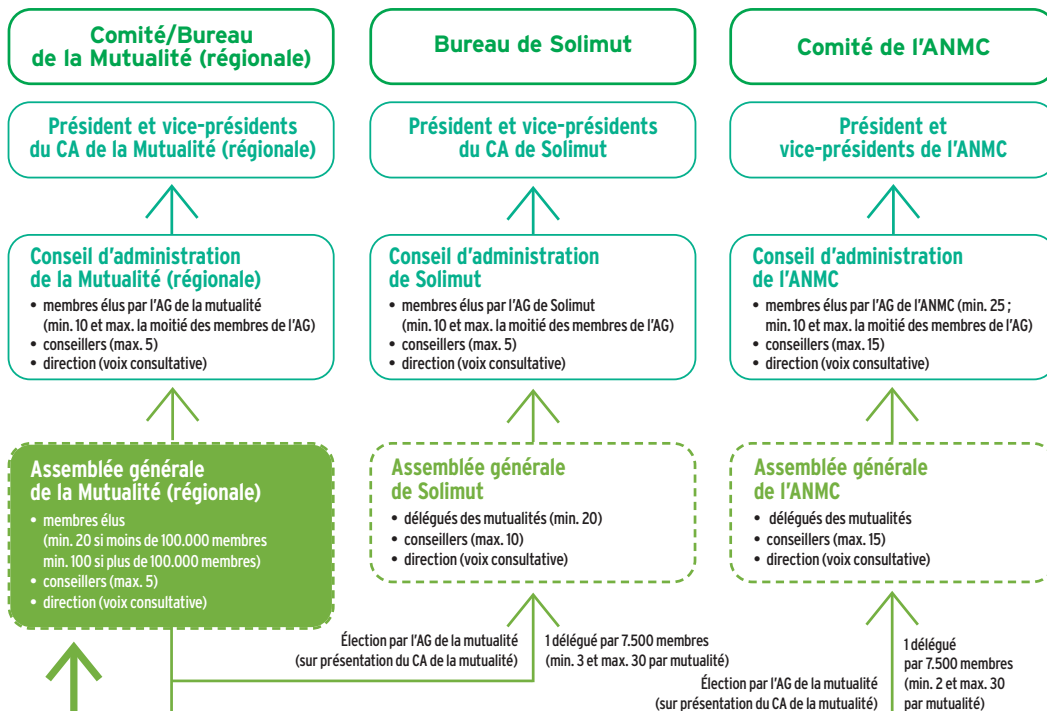 Comité/Bureau
de la Mutualité (régionale)
Bureau de Solimut
Comité de l'ANMC
Président et vice-présidents
du CA de la Mutualité (régionale)
Président et vice-présidents
du CA de Solimut
Président et
vice-présidents de l'ANMC
Conseil d'administration
de la Mutualité (régionale)
• membres élus par l'AG de la mutualité
(min. 10 et max. la moitié des membres de l'AG)
• conseillers (max. 5)
• direction (voix consultative)
Conseil d'administration
de Solimut
• membres élus par l'AG de Solimut
(min. 10 et max. la moitié des membres de l'AG)
• conseillers (max. 5)
• direction (voix consultative)
Conseil d'administration
de l'ANMC
• membres élus par l'AG de l'ANMC (min. 25 ;
min. 10 et max. la moitié des membres de l'AG)
• conseillers (max. 15)
• direction (voix consultative)
Assemblée générale
de la Mutualité (régionale)
• membres élus
(min. 20 si moins de 100.000 membres
min. 100 si plus de 100.000 membres)
• conseillers (max. 5)
• direction (voix consultative)
Assemblée générale
de Solimut
• délégués des mutualités (min. 20)
• conseillers (max. 10)
• direction (voix consultative)
Assemblée générale
de l'ANMC
• délégués des mutualités
• conseillers (max. 15)
• direction (voix consultative)
Élection par l'AG de la mutualité
(sur présentation du CA de la mutualité)
1 délégué par 7.500 membres
(min. 3 et max. 30 par mutualité)
Élection par l'AG de la mutualité
(sur présentation du CA de la mutualité)
1 délégué
par 7.500 membres
(min. 2 et max. 30
par mutualité)